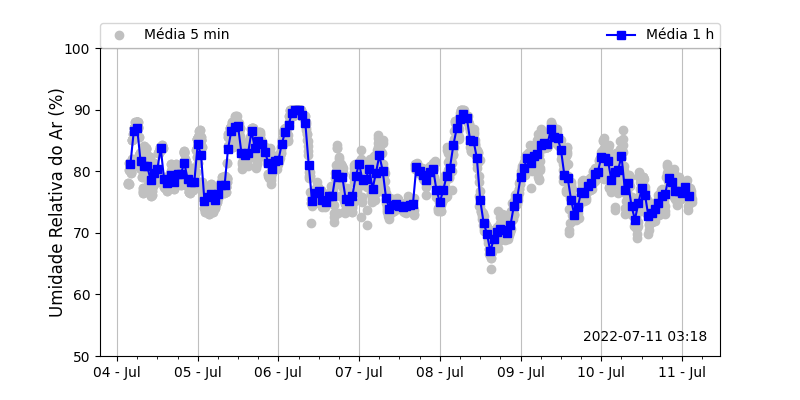 Média 5 min
Média 1 h
Umidade Relativa do Ar (%)
100
90
80
70
60
50
2022-07-11 03:18
04 - Jul
05 - Jul
06 - Jul
07 - Jul
08 - Jul
09 - Jul
10 - Jul
11 - Jul